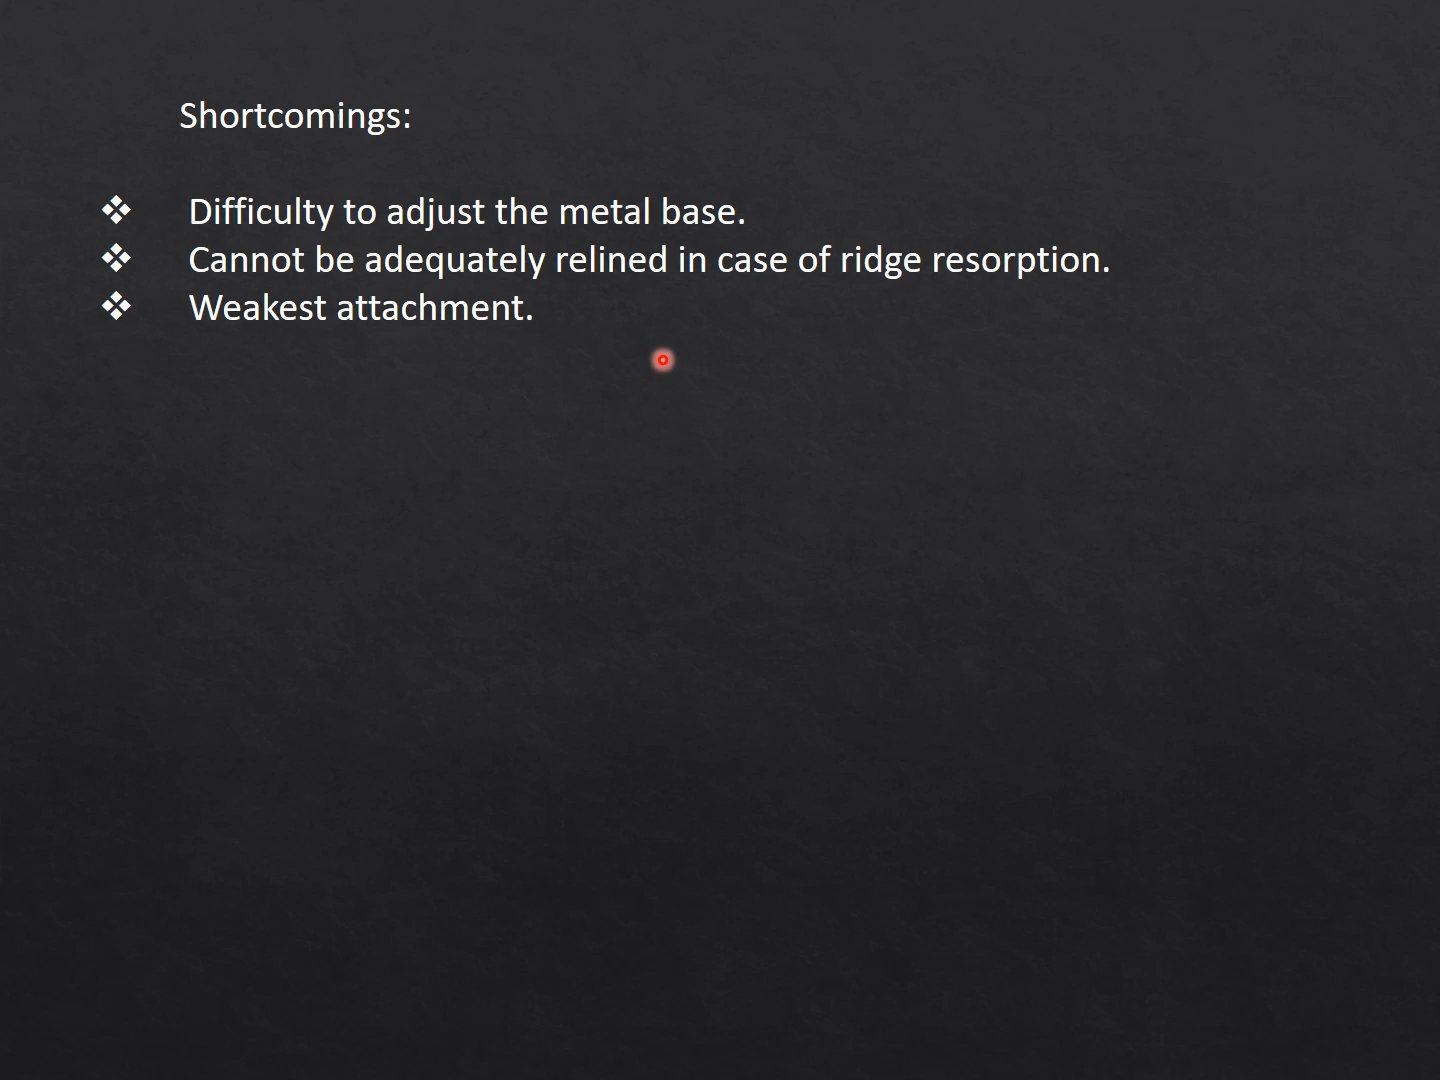 Shortcomings:
❖ Difficulty to adjust the metal base.
❖ Cannot be adequately relined in case of ridge resorption.
❖ Weakest attachment.